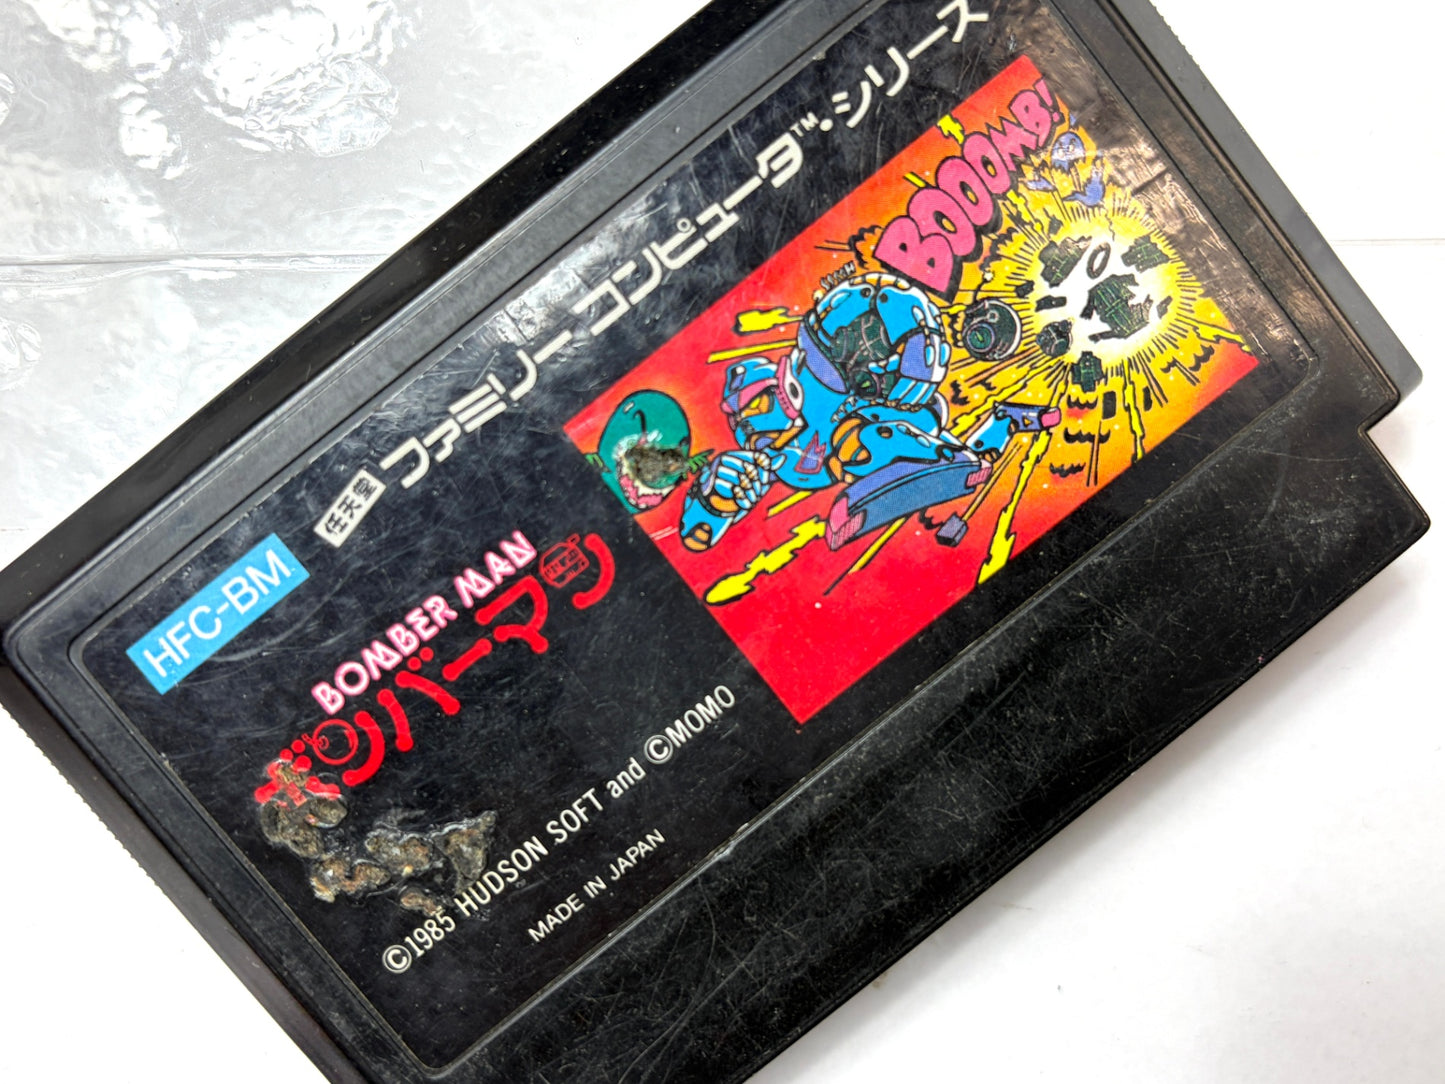 任天堂 ファミリーコンピュータ™・シリーズ
HFC-BM
BOOOMB!
BOMBER MAN
ボンバーマン
©1985 HUDSON SOFT and ©MOMO
MADE IN JAPAN